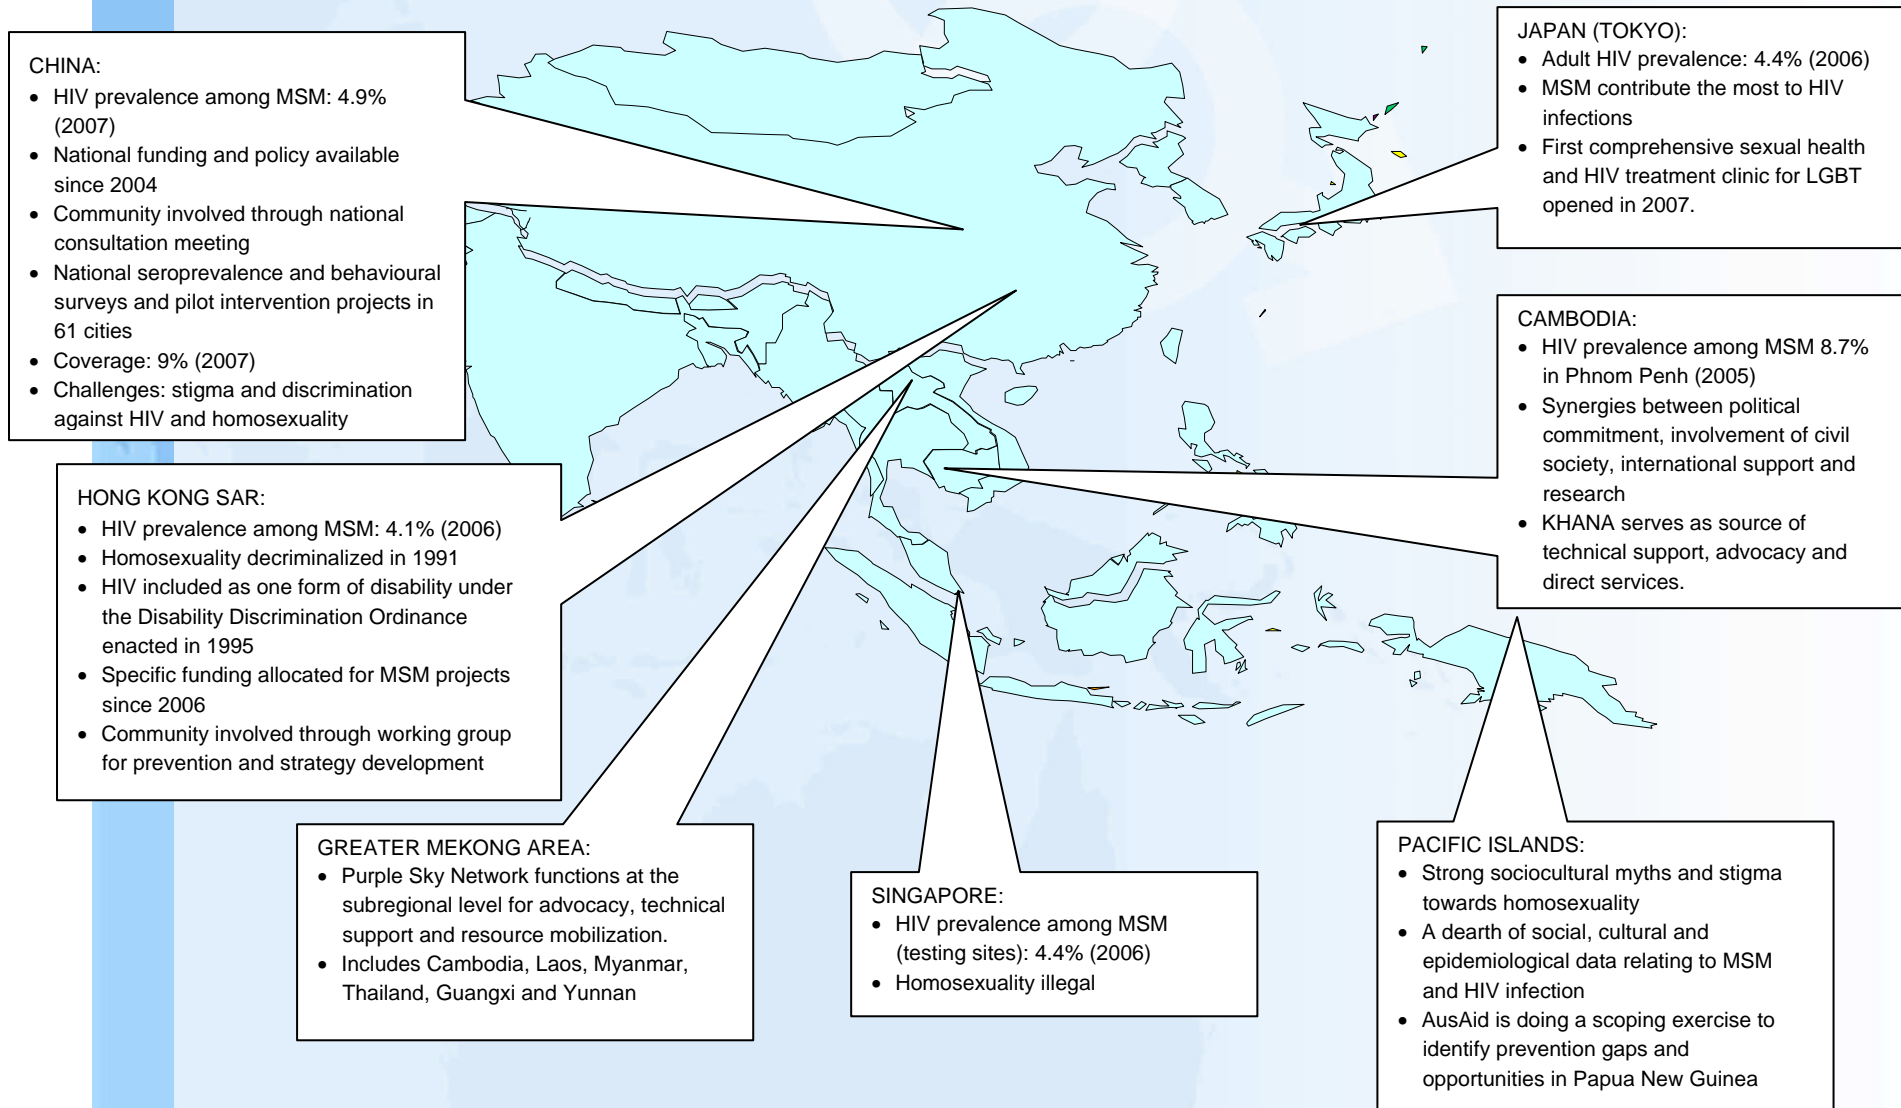 CHINA:
• HIV prevalence among MSM: 4.9%
(2007)
• National funding and policy available
since 2004
• Community involved through national
consultation meeting
• National seroprevalence and behavioural
surveys and pilot intervention projects in
61 cities
• Coverage: 9% (2007)
• Challenges: stigma and discrimination
against HIV and homosexuality
HONG KONG SAR:
• HIV prevalence among MSM: 4.1% (2006)
• Homosexuality decriminalized in 1991
• HIV included as one form of disability under
the Disability Discrimination Ordinance
enacted in 1995
• Specific funding allocated for MSM projects
since 2006
• Community involved through working group
for prevention and strategy development
GREATER MEKONG AREA:
• Purple Sky Network functions at the
subregional level for advocacy, technical
support and resource mobilization.
• Includes Cambodia, Laos, Myanmar,
Thailand, Guangxi and Yunnan
SINGAPORE:
• HIV prevalence among MSM
(testing sites): 4.4% (2006)
• Homosexuality illegal
JAPAN (TOKYO):
• Adult HIV prevalence: 4.4% (2006)
• MSM contribute the most to HIV
infections
• First comprehensive sexual health
and HIV treatment clinic for LGBT
opened in 2007.
CAMBODIA:
• HIV prevalence among MSM 8.7%
in Phnom Penh (2005)
• Synergies between political
commitment, involvement of civil
society, international support and
research
• KHANA serves as source of
technical support, advocacy and
direct services.
PACIFIC ISLANDS:
• Strong sociocultural myths and stigma
towards homosexuality
• A dearth of social, cultural and
epidemiological data relating to MSM
and HIV infection
• AusAid is doing a scoping exercise to
identify prevention gaps and
opportunities in Papua New Guinea